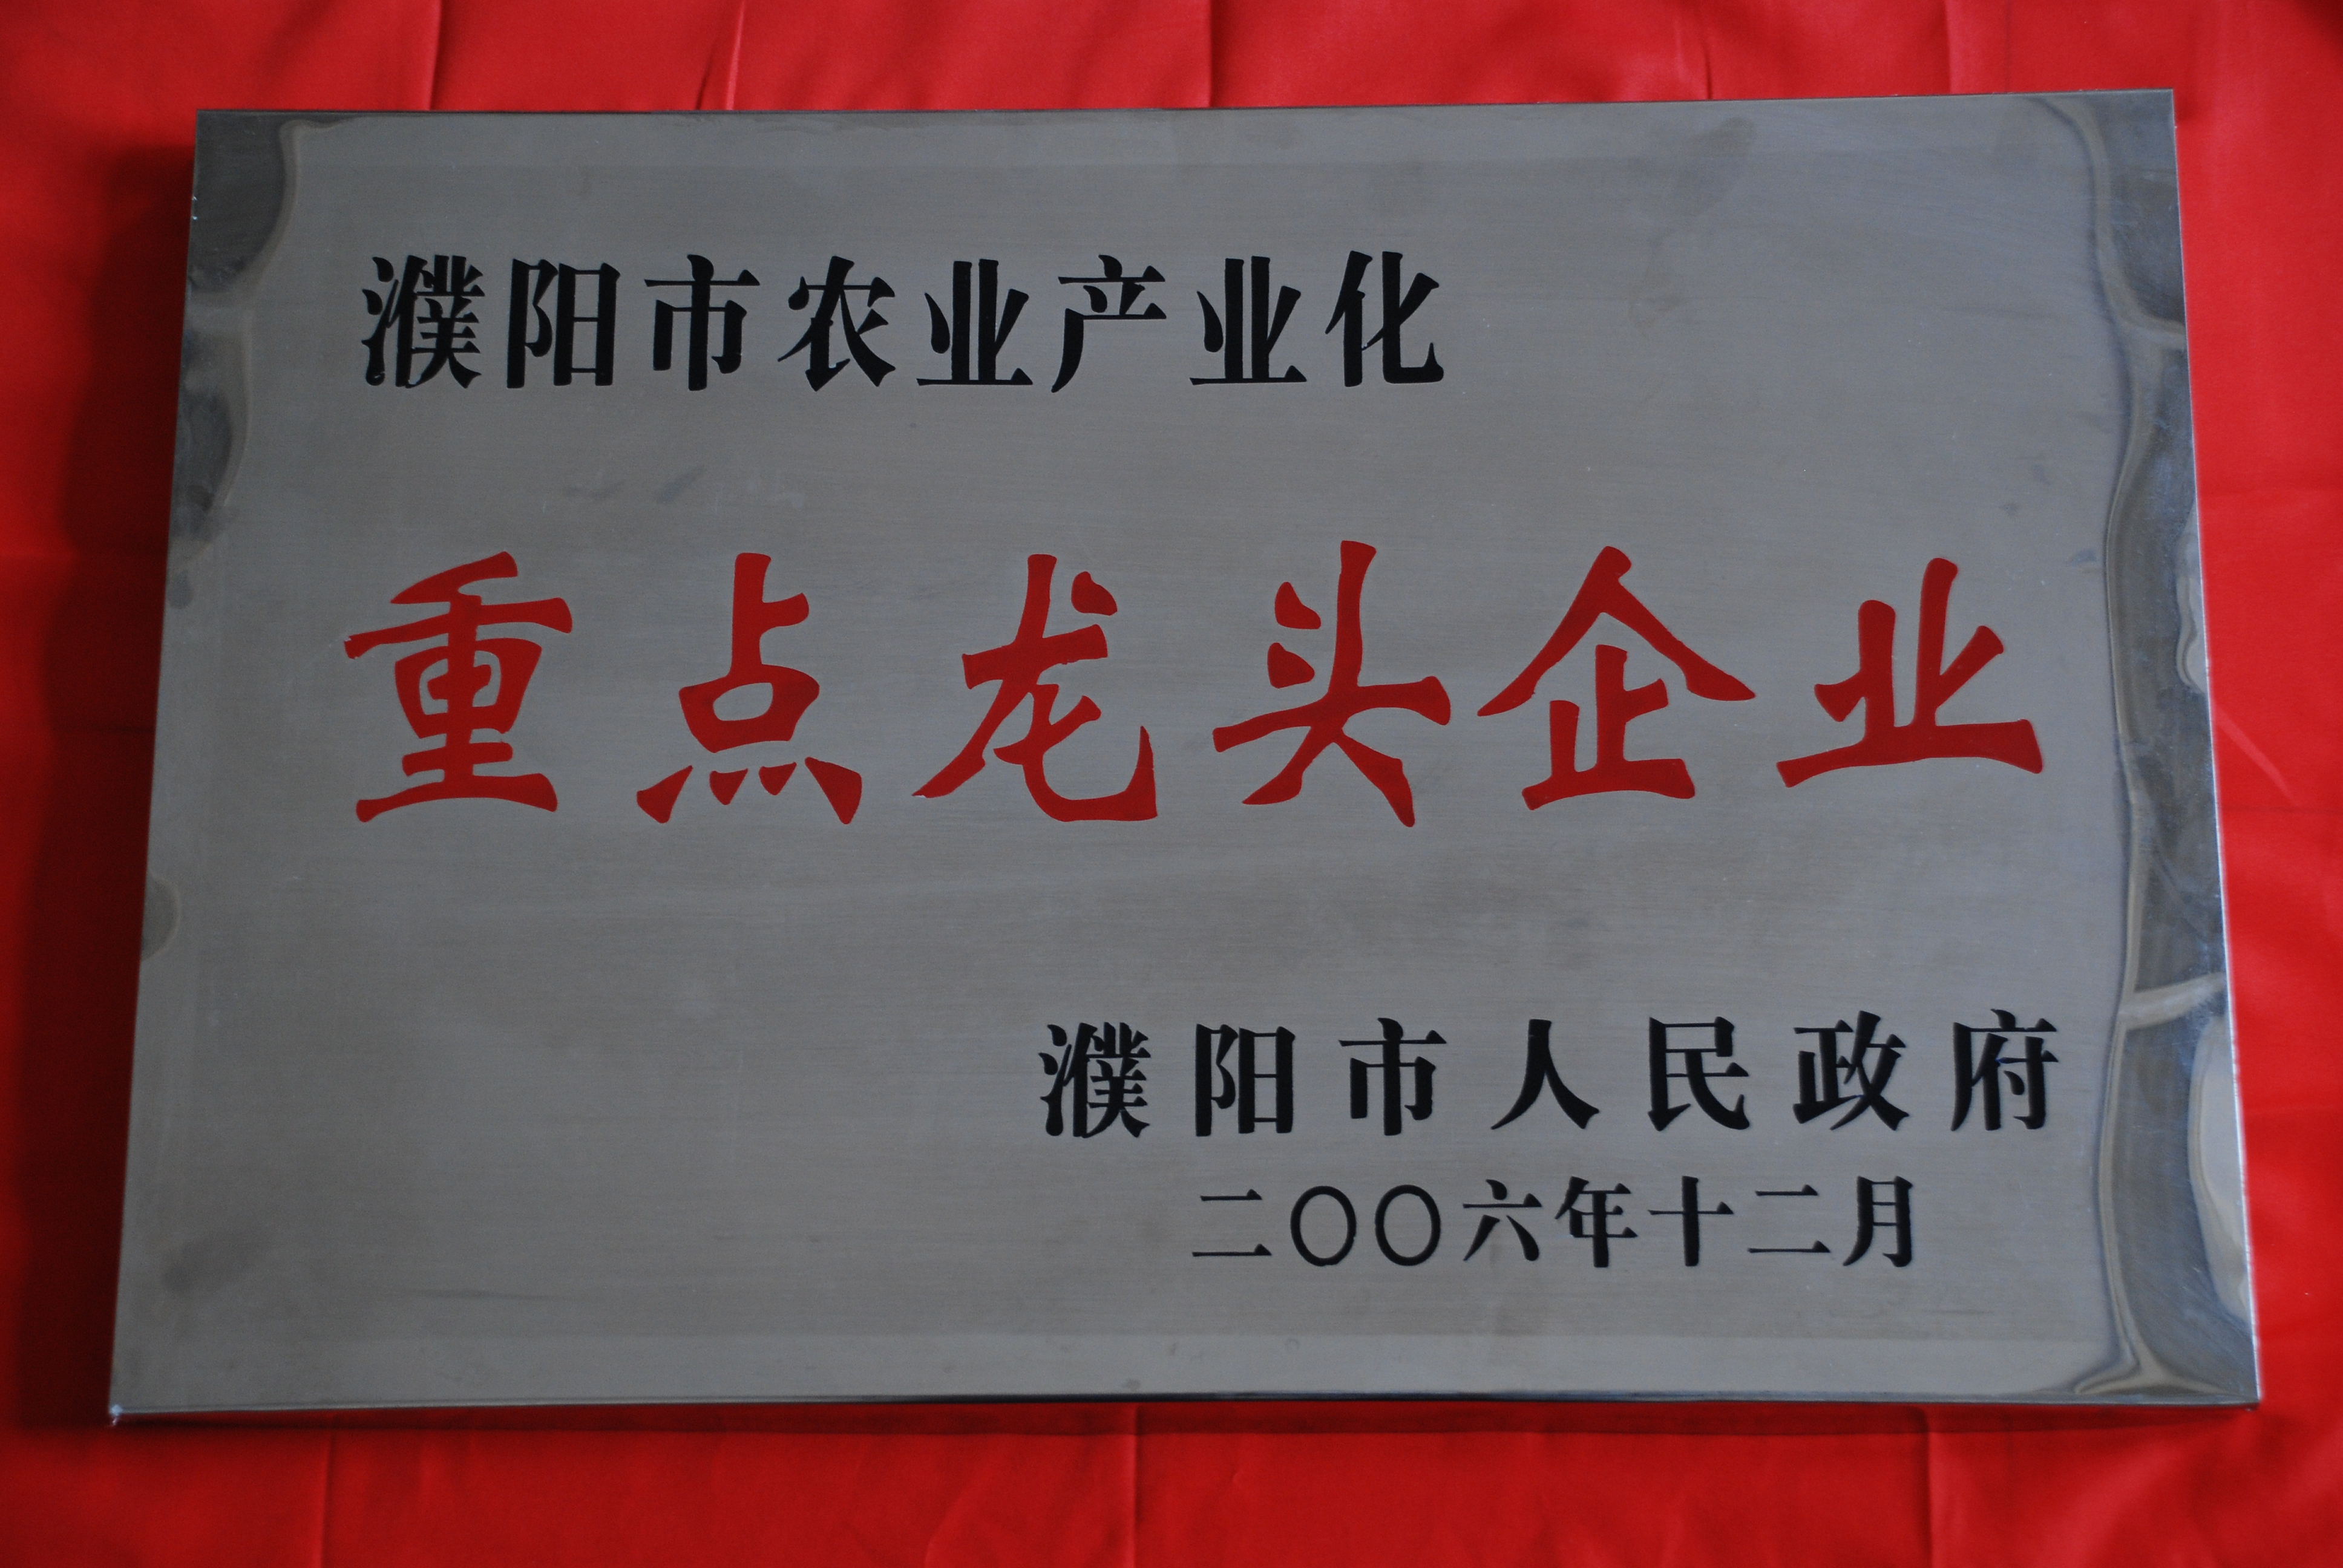 濮阳市农业产业化
重点龙头企业
濮阳市人民政府
二〇〇六年十二月